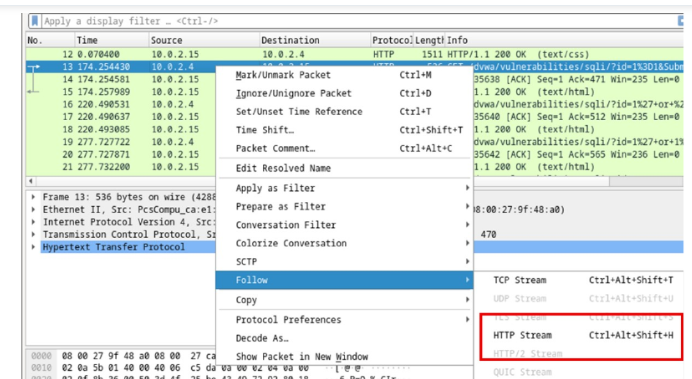 Apply a display filter … <Ctrl-/>
No. Time Source Destination Protocol Length Info
12 0.070400 10.0.2.15 10.0.2.4 HTTP 1511 HTTP/1.1 200 OK (text/css)
13 174.254430 10.0.2.4
14 174.254581 10.0.2.15 35638 [ACK] Seq=1 Ack=471 Win=235 Len=0
15 174.257989 10.0.2.15 1.1 200 OK (text/html)
16 220.490531 10.0.2.4 dvwa/vulnerabilities/sqli/?id=1%27+or+%2
17 220.490637 10.0.2.15 35640 [ACK] Seq=1 Ack=512 Win=235 Len=0
18 220.493085 10.0.2.15 1.1 200 OK (text/html)
19 277.727722 10.0.2.4 dvwa/vulnerabilities/sqli/?id=1%27+or+1%
20 277.727871 10.0.2.15 35642 [ACK] Seq=1 Ack=565 Win=236 Len=0
21 277.732200 10.0.2.15 1.1 200 OK (text/html)
Mark/Unmark Packet Ctrl+M
Ignore/Unignore Packet Ctrl+D
Set/Unset Time Reference Ctrl+T
Time Shift… Ctrl+Shift+T
Packet Comment… Ctrl+Alt+C
Edit Resolved Name
Apply as Filter
Prepare as Filter
Conversation Filter
Colorize Conversation
SCTP
Follow
Copy
Protocol Preferences
Decode As…
Show Packet in New Window
TCP Stream Ctrl+Alt+Shift+T
UDP Stream Ctrl+Alt+Shift+U
TLS Stream Ctrl+Alt+Shift+S
HTTP Stream Ctrl+Alt+Shift+H
HTTP/2 Stream
QUIC Stream
Frame 13: 536 bytes on wire (4288
Ethernet II, Src: PcsCompu_ca:e1: 08:00:27:9f:48:a0)
Internet Protocol Version 4, Src:
Transmission Control Protocol, Sr 470
Hypertext Transfer Protocol
0000 08 00 27 9f 48 a0 08 00 27 ca
0010 02 0a 5b 01 40 00 40 06 c5 da 0a 00 02 04 0a 00